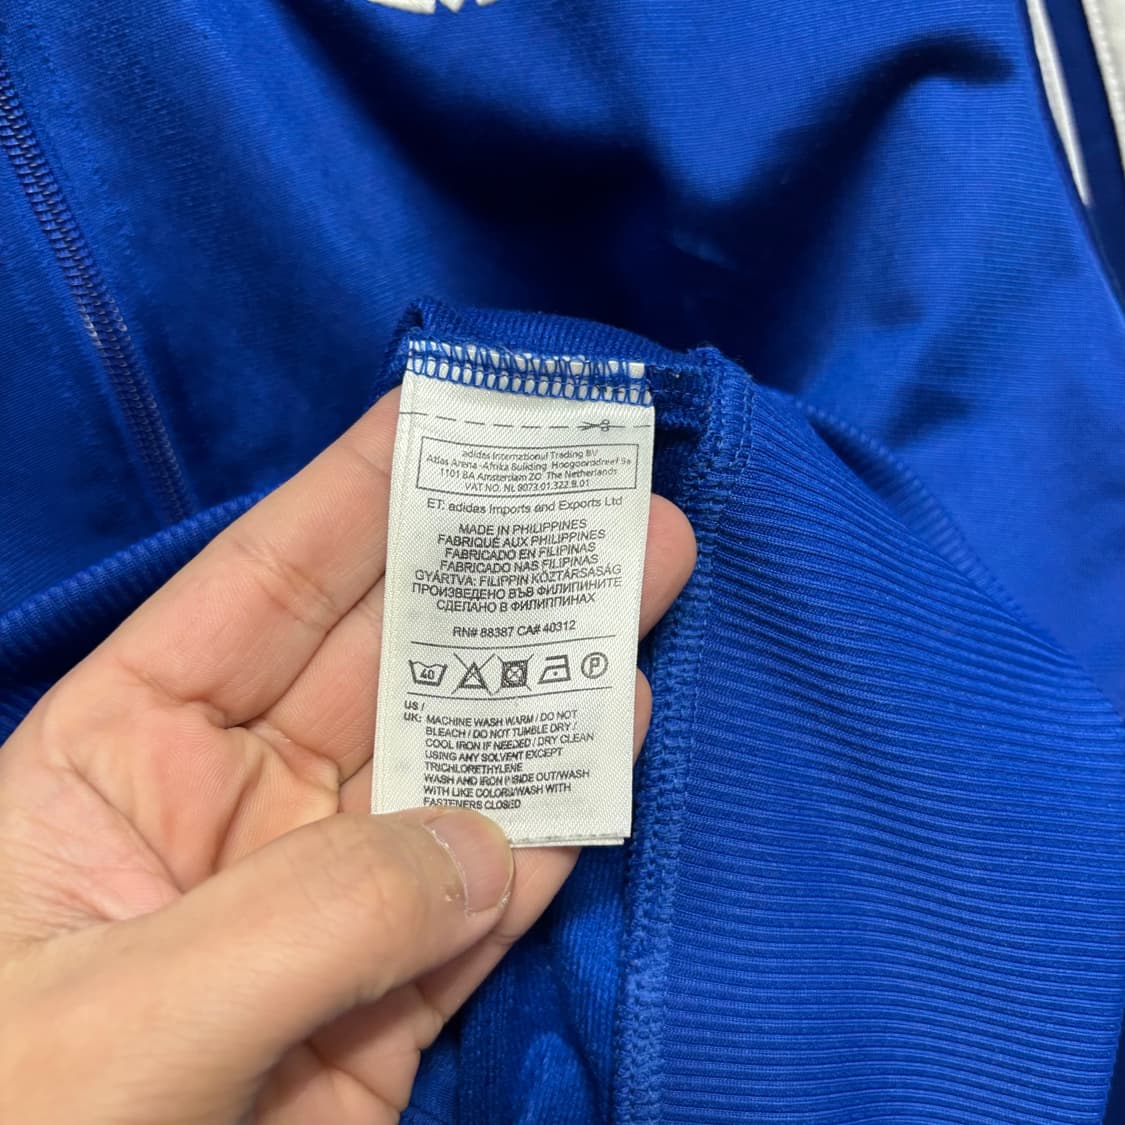 adidas International Trading BV
Atlas Arena -Afrika Building Hoogoorddreef 9a
1101 BA Amsterdam ZO The Netherlands
VAT NO. NL 8073.01.322.B.01
ET: adidas Imports and Exports Ltd
MADE IN PHILIPPINES
FABRIQUÉ AUX PHILIPPINES
FABRICADO EN FILIPINAS
FABRICADO NAS FILIPINAS
GYÁRTVA: FILIPPIN KÖZTÁRSASÁG
ПРОИЗВЕДЕНО ВЪВ ФИЛИПИНИТЕ
СДЕЛАНО В ФИЛИППИНАХ
RN# 88387 CA# 40312
40 P
US /
UK: MACHINE WASH WARM / DO NOT
BLEACH / DO NOT TUMBLE DRY /
COOL IRON IF NEEDED / DRY CLEAN
USING ANY SOLVENT EXCEPT
TRICHLORETHYLENE
WASH AND IRON INSIDE OUT/WASH
WITH LIKE COLORS/WASH WITH
FASTENERS CLOSED